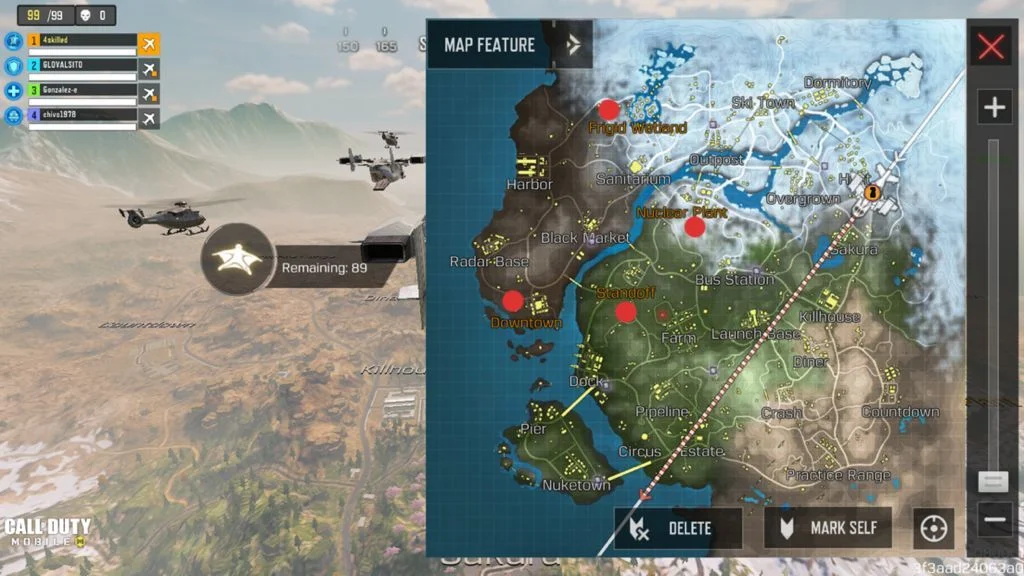 99 /99 0
1 4skilled
2 GLOVALSITO
3 Gonzalez-e
4 chivo1978
150 165 S
Remaining: 89
Countdown
CALL OF DUTY
MOBILE
MAP FEATURE
Dormitory
Ski Town
Frigid Wetland
Outpost
Sanitarium
Harbor
Overgrown
Nuclear Plant
Black Market
Sakura
Radar Base
Bus Station
Standoff
Killhouse
Downtown
Launch Base
Farm
Diner
Dock
Pipeline
Crash
Countdown
Pier
Circus
Estate
Practice Range
Nuketown
DELETE
MARK SELF
Sakura
3f3aad24063a0